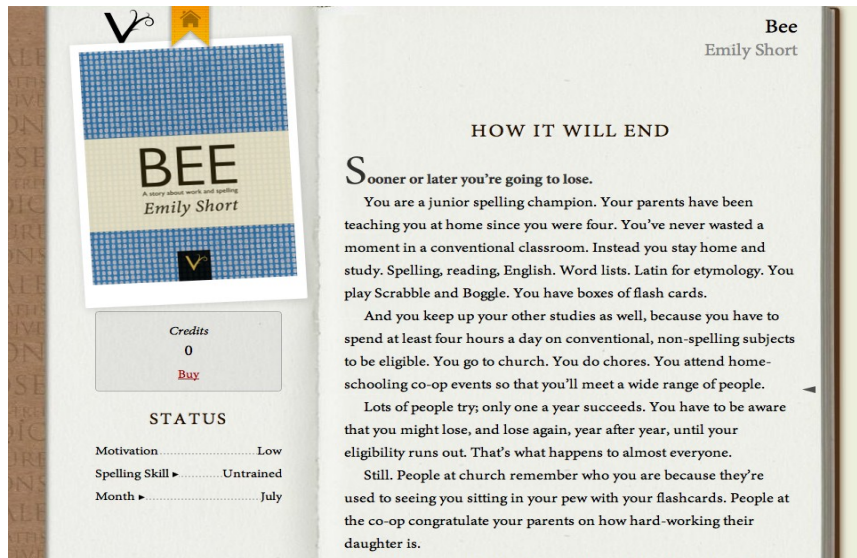 Bee
Emily Short
BEE
A story about work and spelling
Emily Short
Credits
0
Buy
STATUS
Motivation Low
Spelling Skill ▸ Untrained
Month ▸ July
HOW IT WILL END
Sooner or later you're going to lose.
You are a junior spelling champion. Your parents have been
teaching you at home since you were four. You've never wasted a
moment in a conventional classroom. Instead you stay home and
study. Spelling, reading, English. Word lists. Latin for etymology. You
play Scrabble and Boggle. You have boxes of flash cards.
And you keep up your other studies as well, because you have to
spend at least four hours a day on conventional, non-spelling subjects
to be eligible. You go to church. You do chores. You attend home-
schooling co-op events so that you'll meet a wide range of people.
Lots of people try; only one a year succeeds. You have to be aware
that you might lose, and lose again, year after year, until your
eligibility runs out. That's what happens to almost everyone.
Still. People at church remember who you are because they're
used to seeing you sitting in your pew with your flashcards. People at
the co-op congratulate your parents on how hard-working their
daughter is.